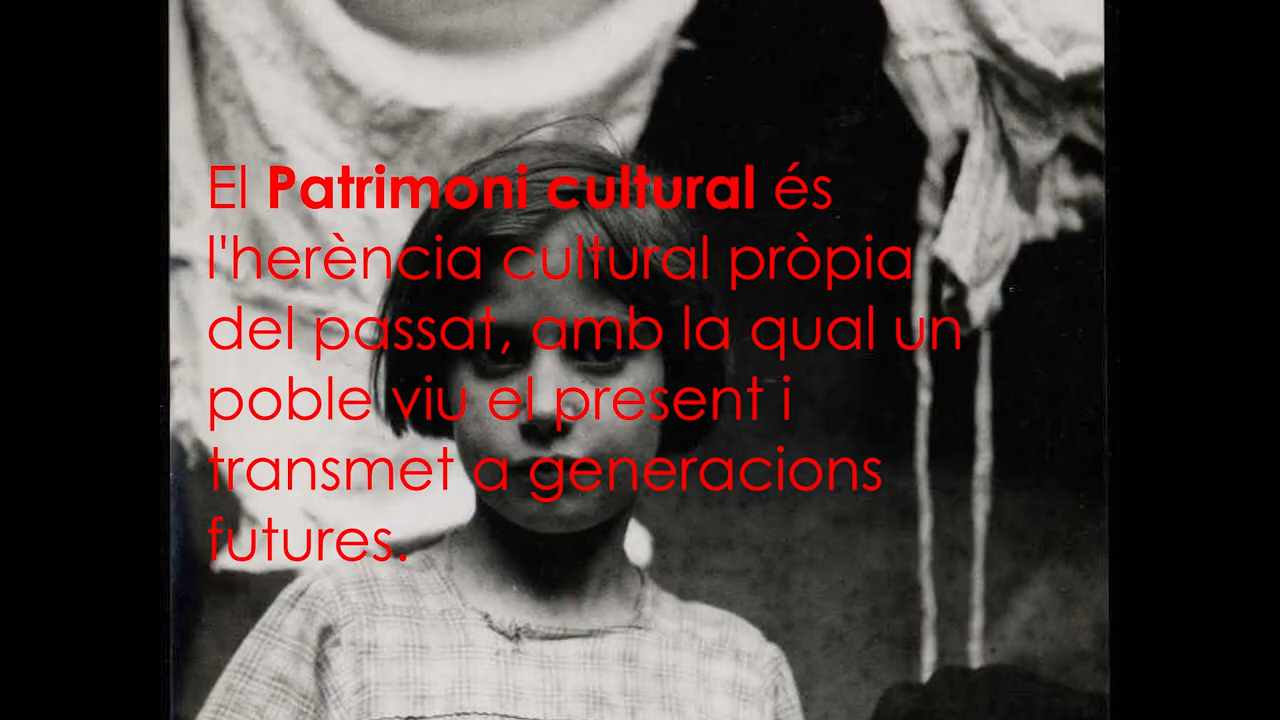 El Patrimoni cultural és
l'herència cultural pròpia
del passat, amb la qual un
poble viu el present i
transmet a generacions
futures.